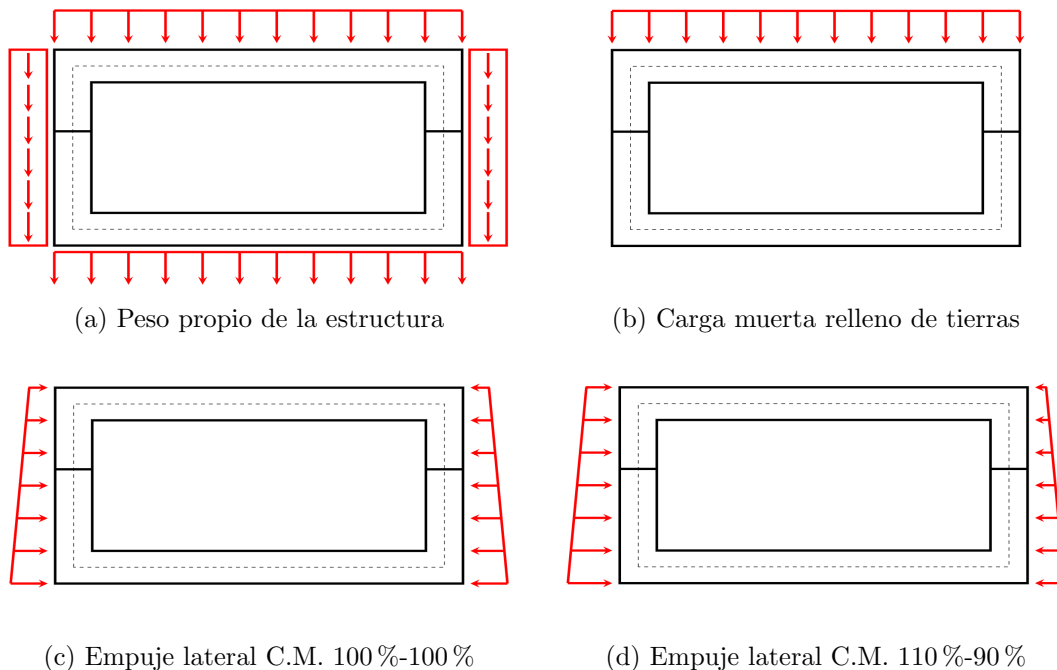 (a) Peso propio de la estructura
(b) Carga muerta relleno de tierras
(c) Empuje lateral C.M. 100 %-100 %
(d) Empuje lateral C.M. 110 %-90 %